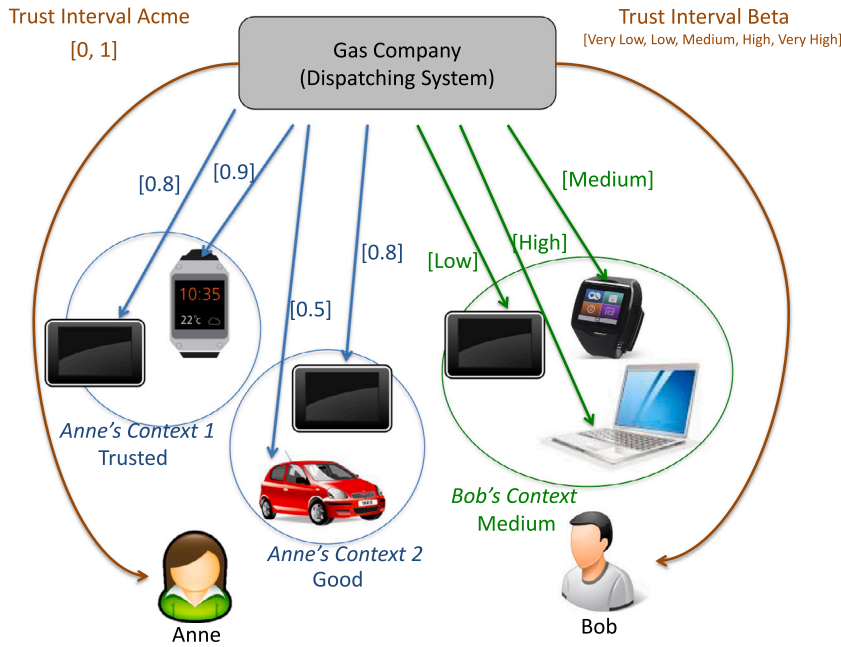 Trust Interval Acme
[0, 1]
Gas Company
(Dispatching System)
Trust Interval Beta
[Very Low, Low, Medium, High, Very High]
[0.8]
[0.9]
[Medium]
[0.8]
[High]
[Low]
[0.5]
10:35
22°c
Anne's Context 1
Trusted
Bob's Context
Medium
Anne's Context 2
Good
Anne
Bob